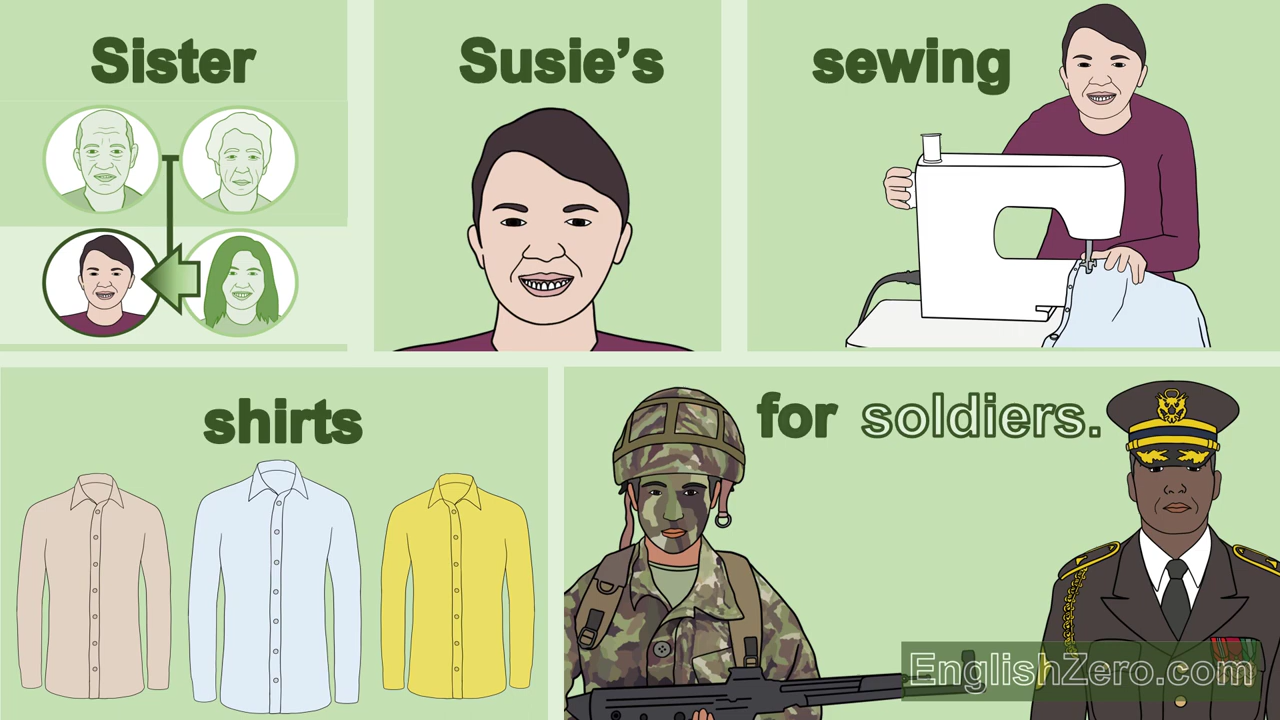 Sister
Susie’s
sewing
shirts
for soldiers.
EnglishZero.com